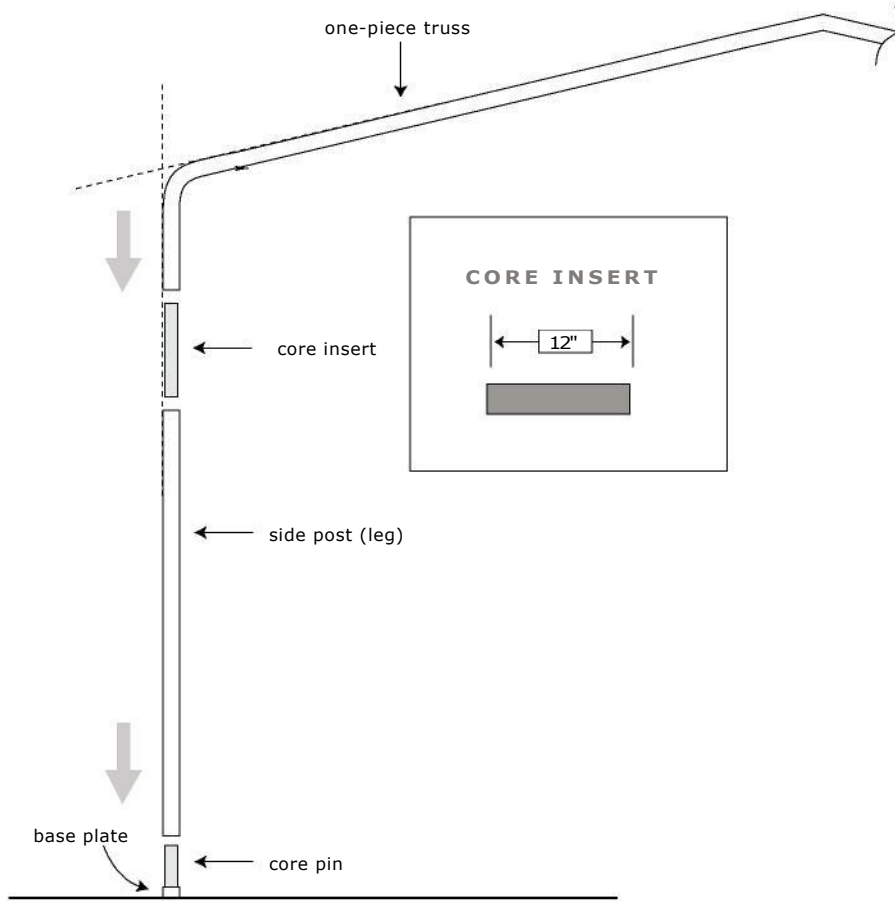 one-piece truss
CORE INSERT
12"
core insert
side post (leg)
base plate
core pin